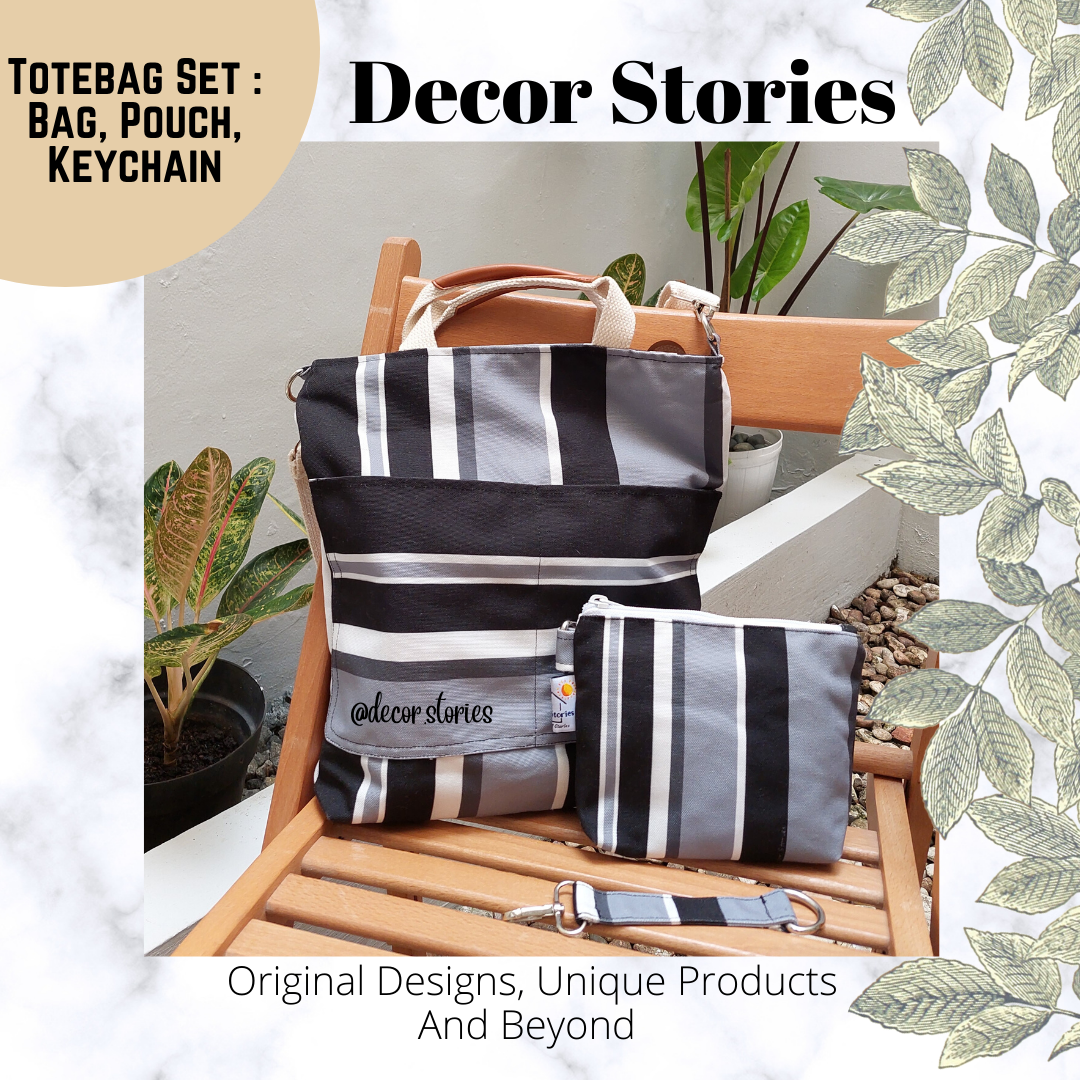 Totebag Set :
Bag, Pouch,
Keychain
Decor Stories
@decor.stories
Original Designs, Unique Products
And Beyond